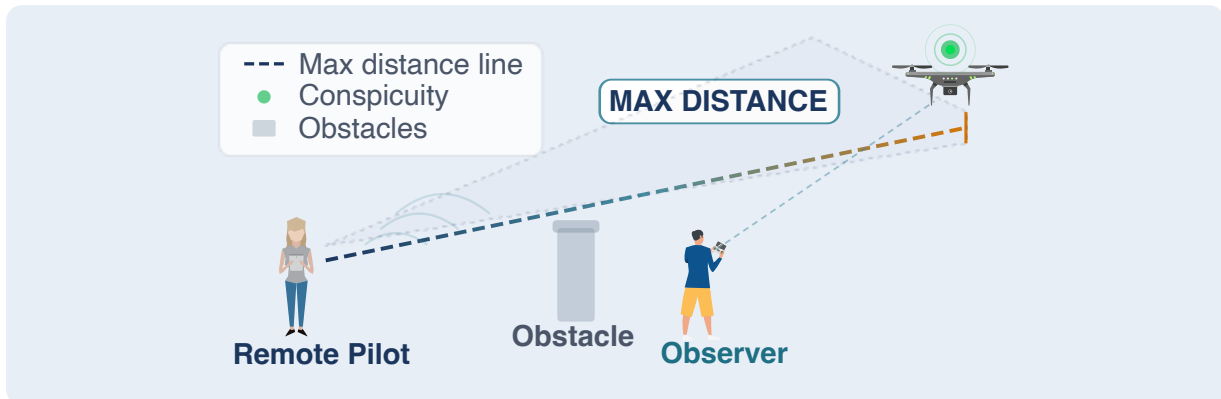 Max distance line
Conspicuity
Obstacles
MAX DISTANCE
Remote Pilot
Obstacle
Observer